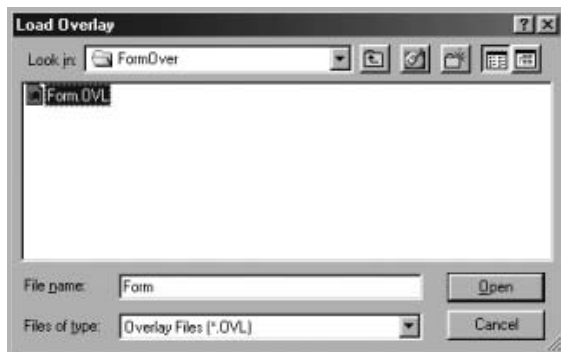 Load Overlay
Look in: FormOver
Form.OVL
File name: Form Open
Files of type: Overlay Files (*.OVL) Cancel